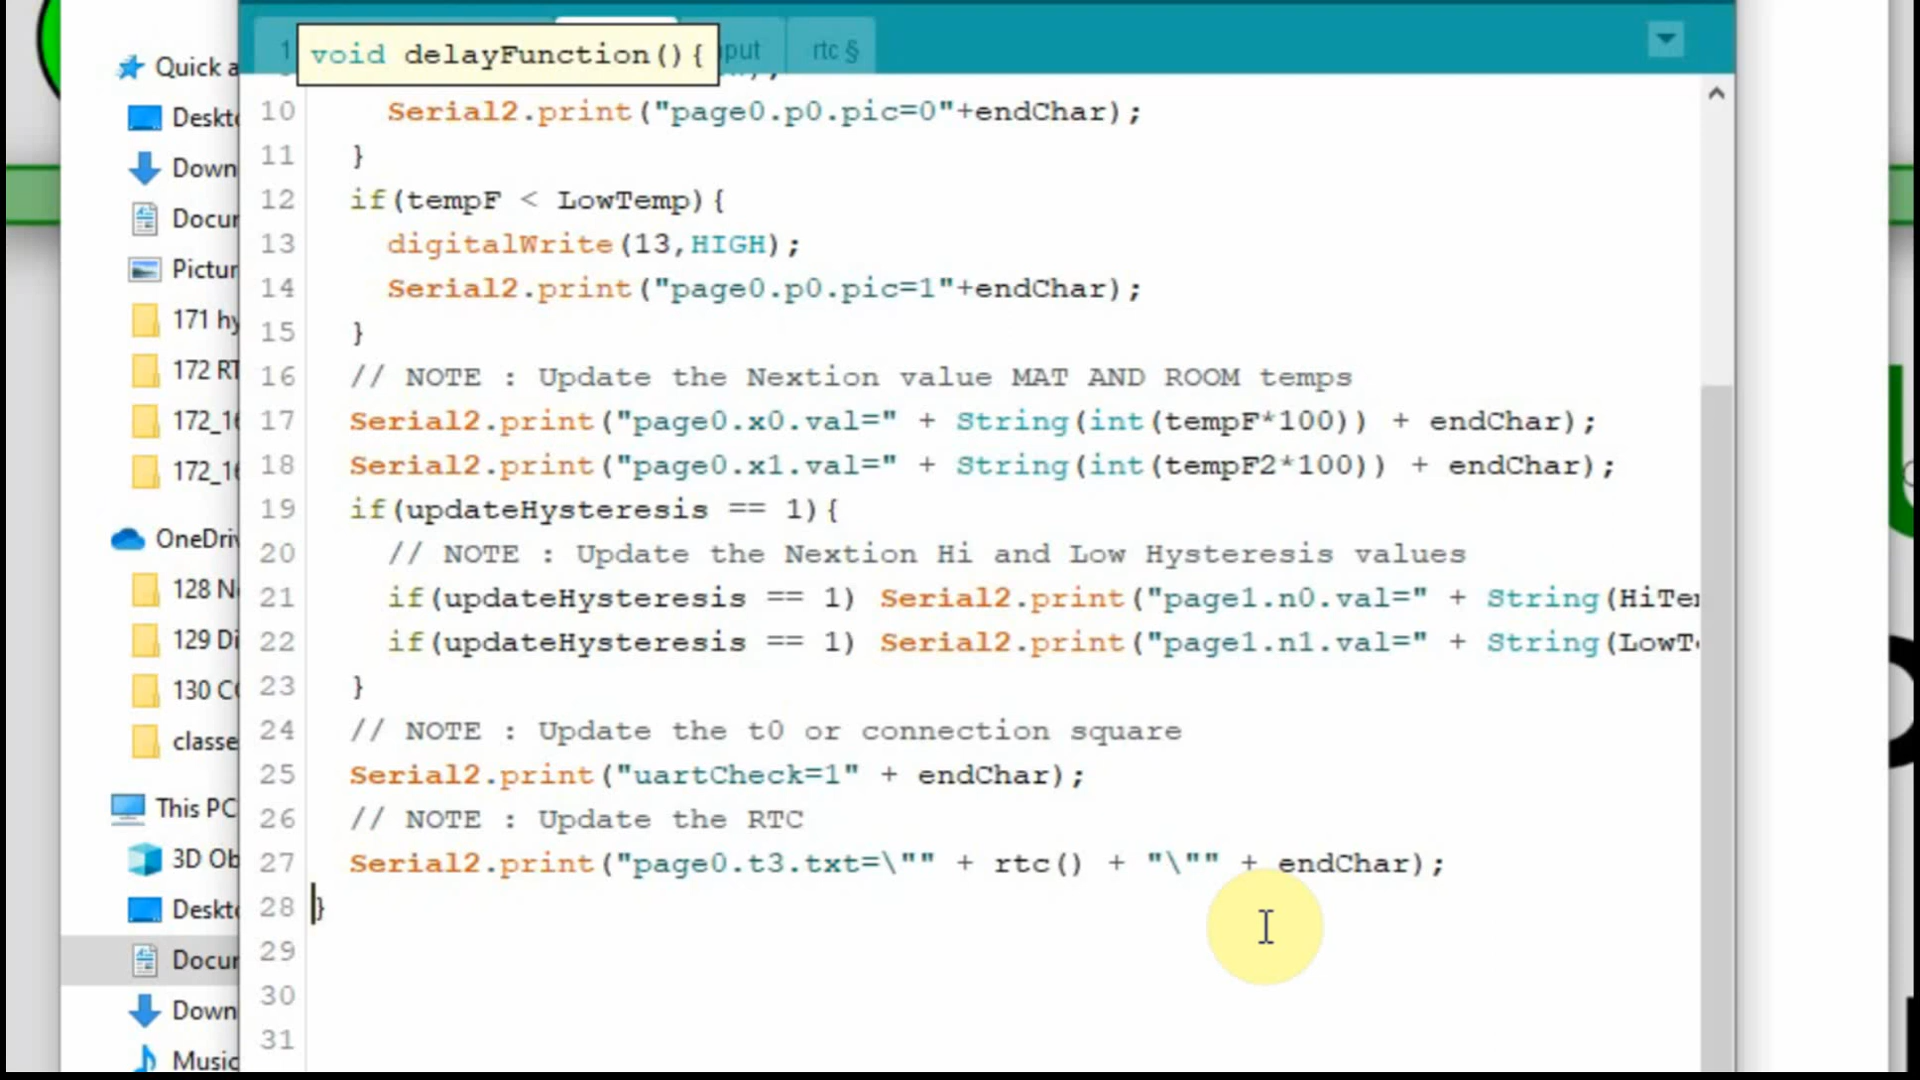 void delayFunction(){
put
rtc §
Quick a
Deskt
Down
Docur
Pictur
171 hy
172 RT
172_16
172_16
OneDriv
128 N
129 Di
130 C
classe
This PC
3D Ob
Deskt
Docur
Down
Music
10 Serial2.print("page0.p0.pic=0"+endChar);
11 }
12 if(tempF < LowTemp){
13 digitalWrite(13,HIGH);
14 Serial2.print("page0.p0.pic=1"+endChar);
15 }
16 // NOTE : Update the Nextion value MAT AND ROOM temps
17 Serial2.print("page0.x0.val=" + String(int(tempF*100)) + endChar);
18 Serial2.print("page0.x1.val=" + String(int(tempF2*100)) + endChar);
19 if(updateHysteresis == 1){
20 // NOTE : Update the Nextion Hi and Low Hysteresis values
21 if(updateHysteresis == 1) Serial2.print("page1.n0.val=" + String(HiTe
22 if(updateHysteresis == 1) Serial2.print("page1.n1.val=" + String(LowT
23 }
24 // NOTE : Update the t0 or connection square
25 Serial2.print("uartCheck=1" + endChar);
26 // NOTE : Update the RTC
27 Serial2.print("page0.t3.txt=\"" + rtc() + "\"" + endChar);
28 }
29
30
31